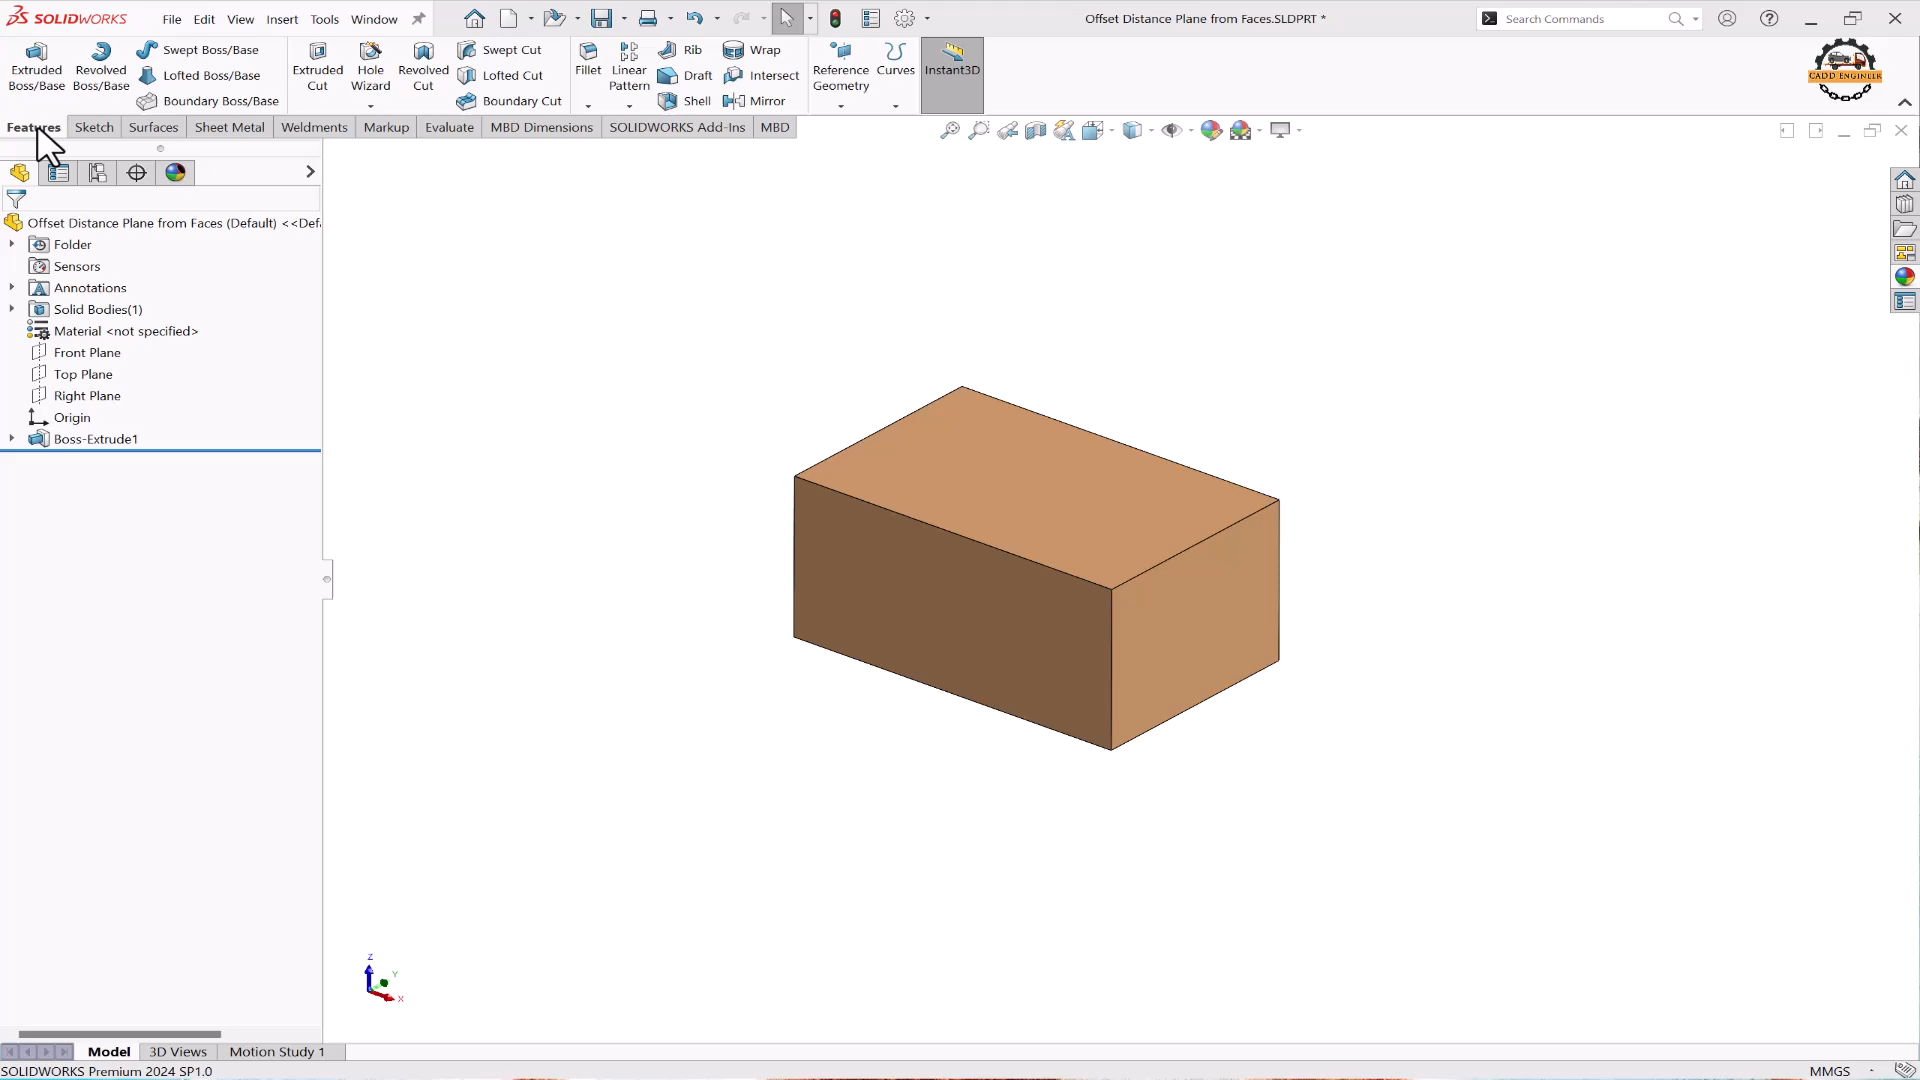 SOLIDWORKS File Edit View Insert Tools Window Offset Distance Plane from Faces.SLDPRT * Search Commands
Extruded Boss/Base
Revolved Boss/Base
Swept Boss/Base
Lofted Boss/Base
Boundary Boss/Base
Extruded Cut
Hole Wizard
Revolved Cut
Swept Cut
Lofted Cut
Boundary Cut
Fillet
Linear Pattern
Rib
Draft
Shell
Wrap
Intersect
Mirror
Reference Geometry
Curves
Instant3D
CADD ENGINEER
Features Sketch Surfaces Sheet Metal Weldments Markup Evaluate MBD Dimensions SOLIDWORKS Add-Ins MBD
Offset Distance Plane from Faces (Default) <<Def
Folder
Sensors
Annotations
Solid Bodies(1)
Material <not specified>
Front Plane
Top Plane
Right Plane
Origin
Boss-Extrude1
Z
Y
X
Model 3D Views Motion Study 1
SOLIDWORKS Premium 2024 SP1.0 MMGS